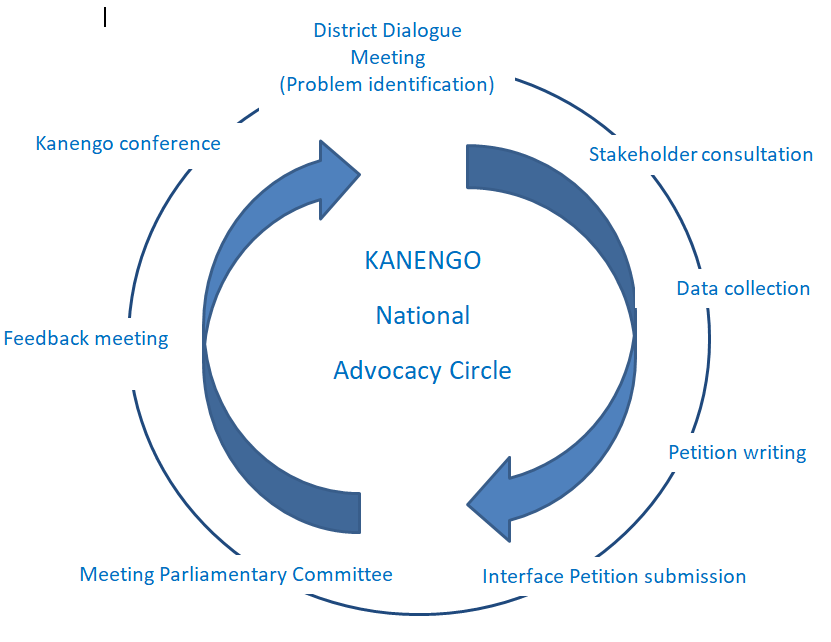 District Dialogue
Meeting
(Problem identification)
Stakeholder consultation
Data collection
Petition writing
Interface Petition submission
Meeting Parliamentary Committee
Feedback meeting
Kanengo conference
KANENGO
National
Advocacy Circle